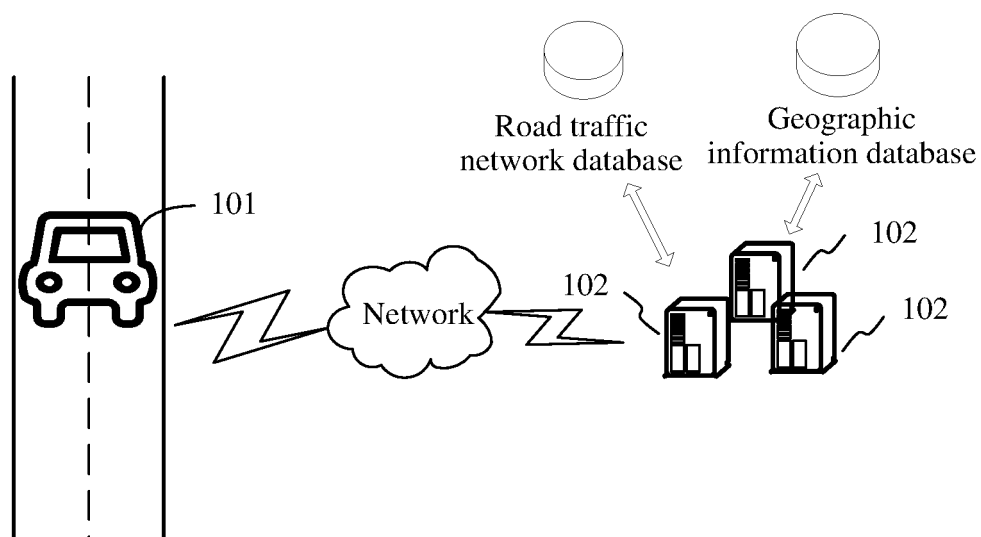 Road traffic
network database
Geographic
information database
101
102
102
102
Network